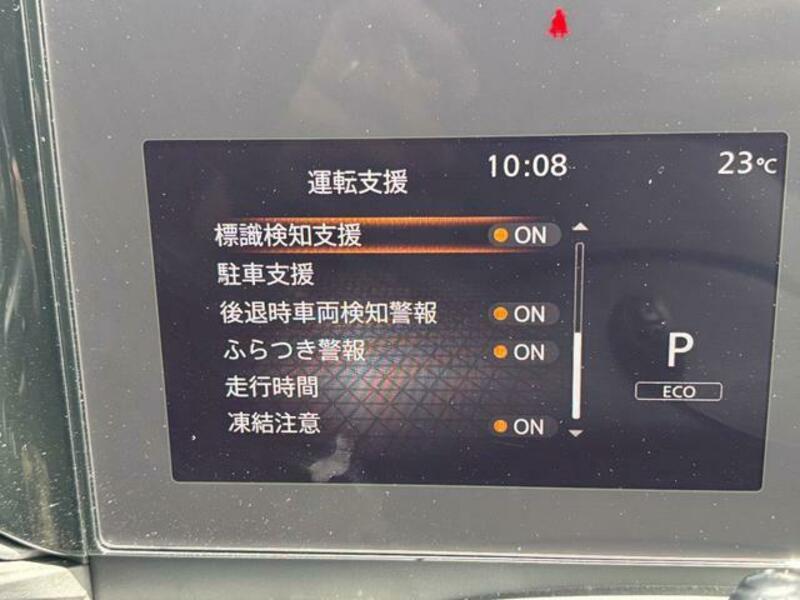 10:08
23℃
運転支援
標識検知支援 ON
駐車支援
後退時車両検知警報 ON
ふらつき警報 ON
走行時間
凍結注意 ON
P
ECO